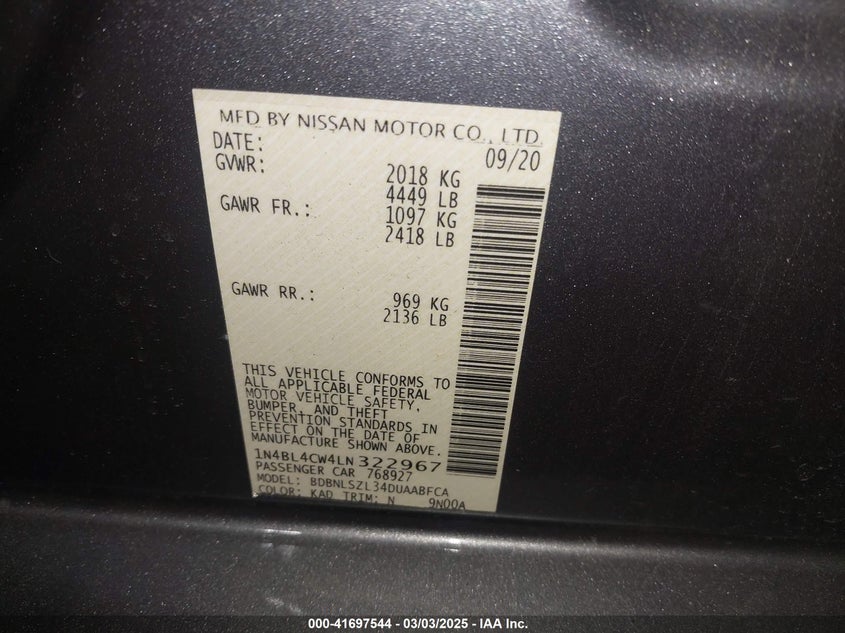 MFD BY NISSAN MOTOR CO., LTD.
DATE: 09/20
GVWR: 2018 KG
4449 LB
GAWR FR.: 1097 KG
2418 LB
GAWR RR.: 969 KG
2136 LB
THIS VEHICLE CONFORMS TO
ALL APPLICABLE FEDERAL
MOTOR VEHICLE SAFETY,
BUMPER, AND THEFT
PREVENTION STANDARDS IN
EFFECT ON THE DATE OF
MANUFACTURE SHOWN ABOVE.
1N4BL4CW4LN322967
PASSENGER CAR 768927
MODEL: BDBNLSZL34DUAABFCA
COLOR: KAD TRIM: N 9N00A
000-41697544 — 03/03/2025 — IAA Inc.